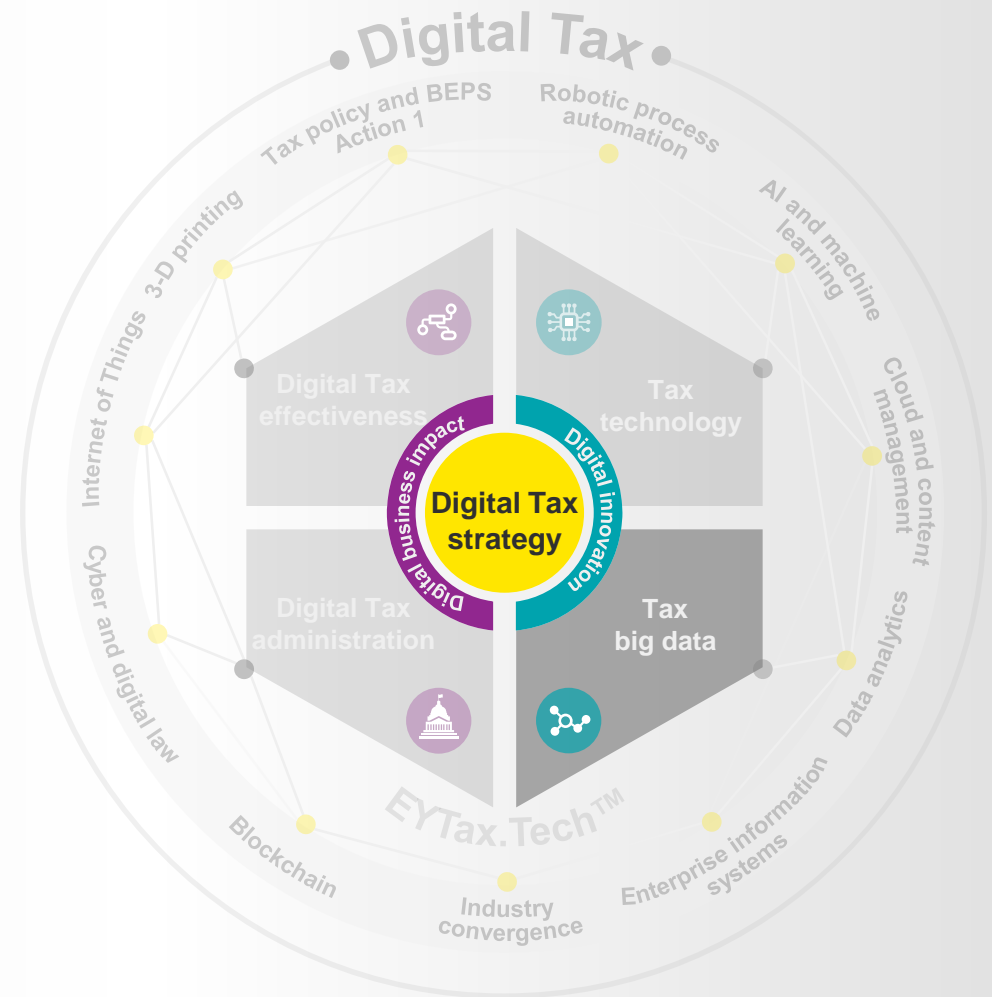 Digital Tax
Tax policy and BEPS
Action 1
Robotic process
automation
AI and machine
learning
Cloud and content
management
Data analytics
Enterprise information
systems
Industry
convergence
Blockchain
Cyber and digital law
Internet of Things
3-D printing
Digital Tax
effectiveness
Tax
technology
Digital business impact
Digital Tax
strategy
Digital innovation
Digital Tax
administration
Tax
big data
EYTax.Tech™